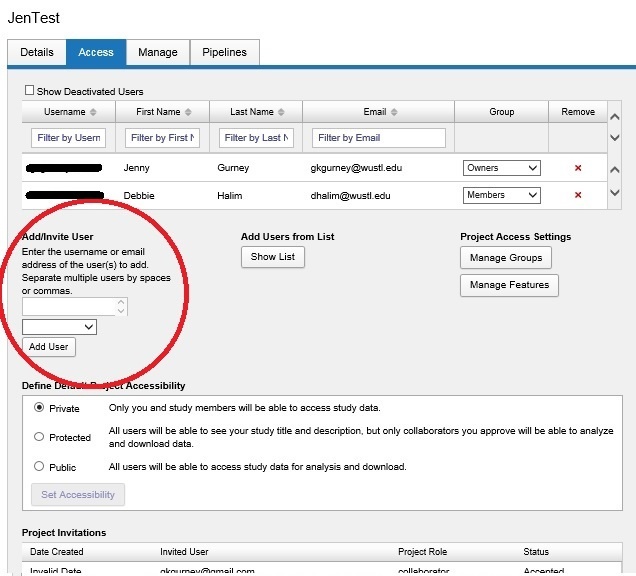 JenTest
Details Access Manage Pipelines
Show Deactivated Users
Username First Name Last Name Email Group Remove
Filter by Usern Filter by First N Filter by Last N Filter by Email
Jenny Gurney gkgurney@wustl.edu Owners ×
Debbie Halim dhalim@wustl.edu Members ×
Add/Invite User Add Users from List Project Access Settings
Enter the username or email Show List Manage Groups
address of the user(s) to add.
Separate multiple users by spaces Manage Features
or commas.
Add User
Define Default Project Accessibility
Private Only you and study members will be able to access study data.
Protected All users will be able to see your study title and description, but only collaborators you approve will be able to analyze
and download data.
Public All users will be able to access study data for analysis and download.
Set Accessibility
Project Invitations
Date Created Invited User Project Role Status
Invalid Date gkgurney@gmail.com collaborator Accepted